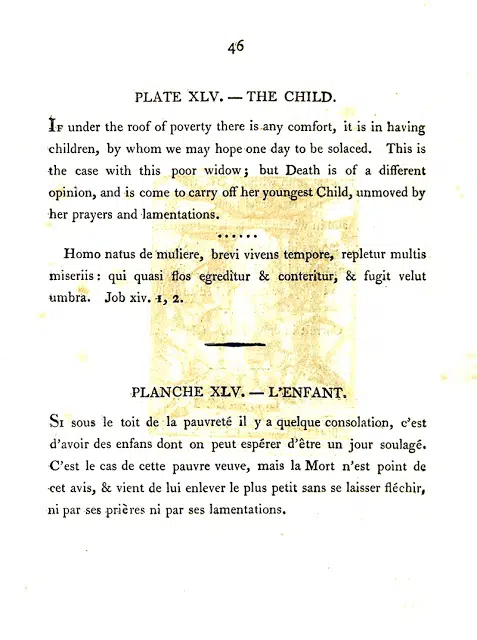 46
PLATE XLV. — THE CHILD.
If under the roof of poverty there is any comfort, it is in having
children, by whom we may hope one day to be solaced. This is
the case with this poor widow; but Death is of a different
opinion, and is come to carry off her youngest Child, unmoved by
her prayers and lamentations.
......
Homo natus de muliere, brevi vivens tempore, repletur multis
miseriis: qui quasi flos egreditur & conteritur, & fugit velut
umbra. Job xiv. 1, 2.
PLANCHE XLV. — L'ENFANT.
Si sous le toit de la pauvreté il y a quelque consolation, c'est
d'avoir des enfans dont on peut espérer d'être un jour soulagé.
C'est le cas de cette pauvre veuve, mais la Mort n'est point de
cet avis, & vient de lui enlever le plus petit sans se laisser fléchir,
ni par ses prières ni par ses lamentations.